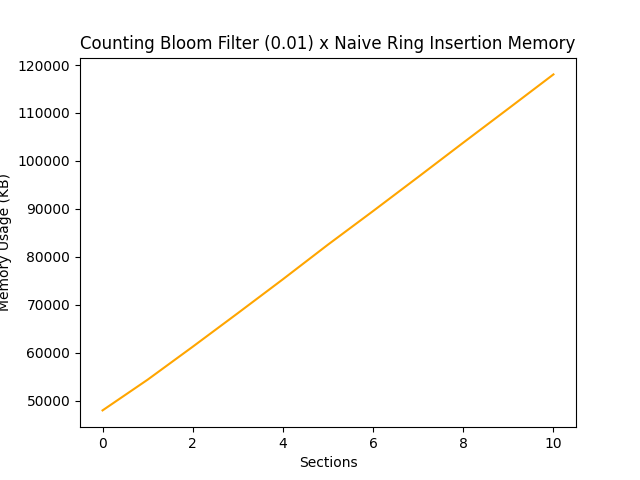 Counting Bloom Filter (0.01) x Naive Ring Insertion Memory
120000
110000
100000
90000
80000
70000
60000
50000
Memory Usage (KB)
0 2 4 6 8 10
Sections